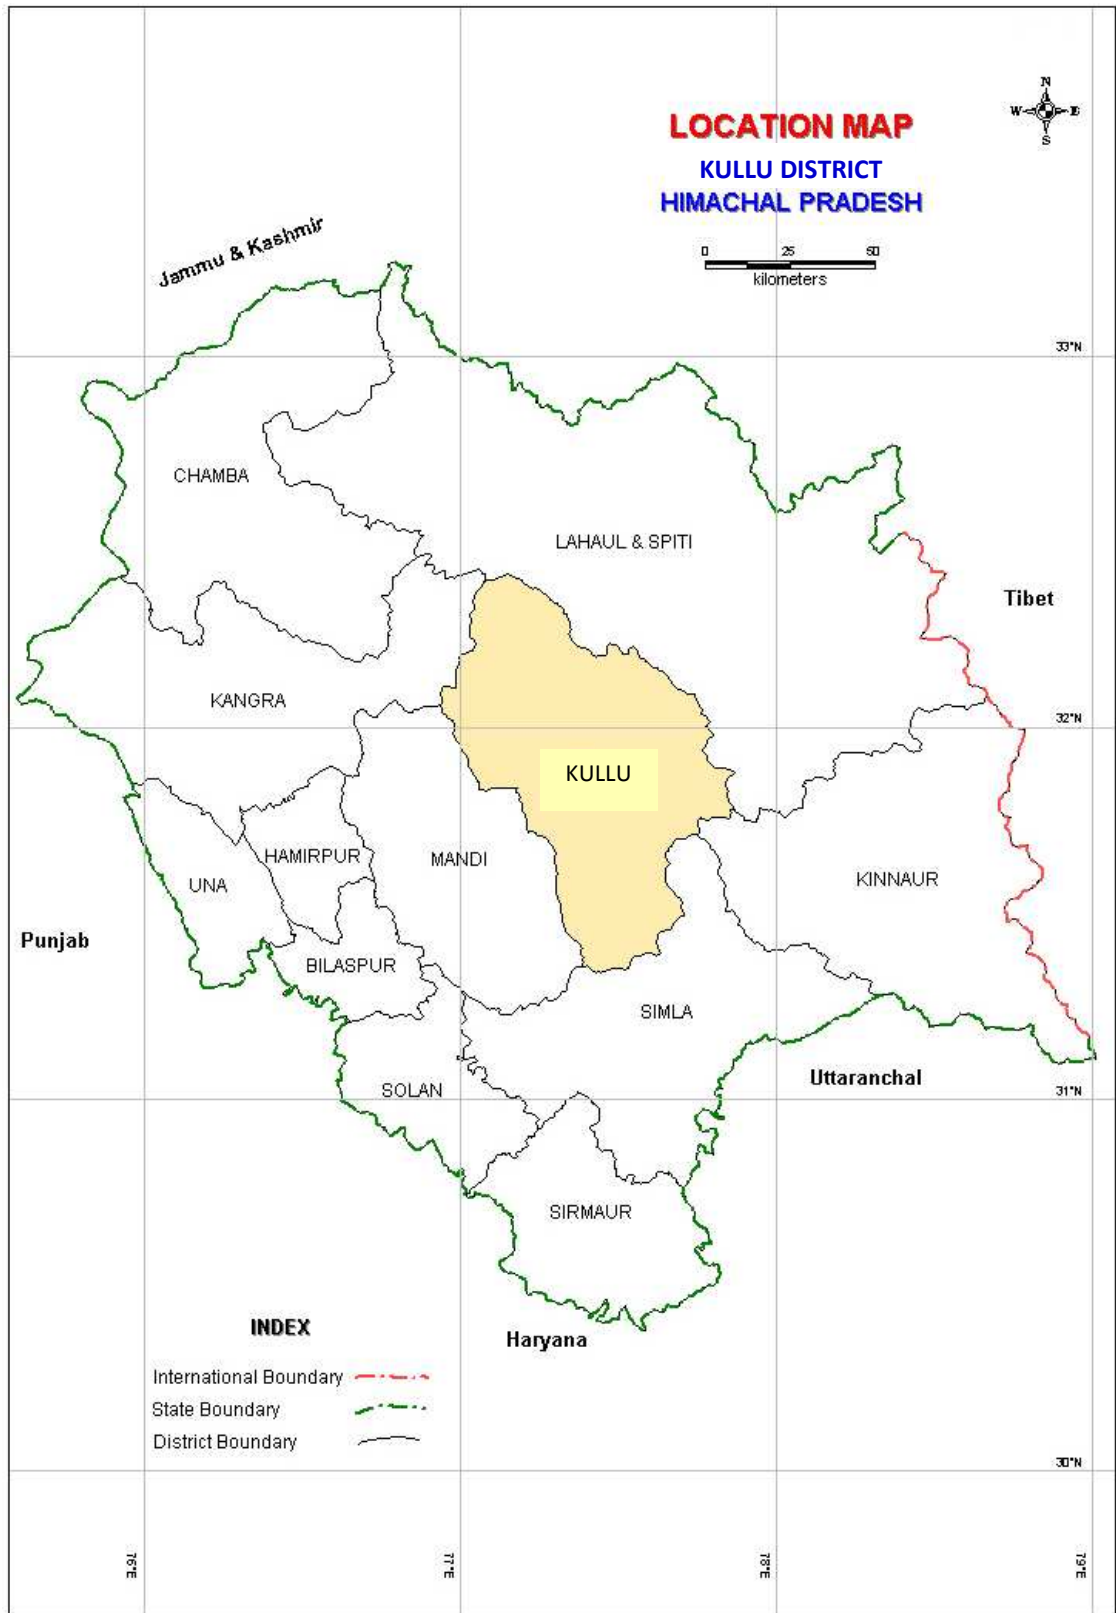 N
W E
S
LOCATION MAP
KULLU DISTRICT
HIMACHAL PRADESH
0 25 50
kilometers
Jammu & Kashmir
33°N
CHAMBA
LAHAUL & SPITI
Tibet
KANGRA
32°N
KULLU
HAMIRPUR
MANDI
UNA
KINNAUR
Punjab
BILASPUR
SIMLA
Uttaranchal
SOLAN
31°N
SIRMAUR
INDEX
Haryana
International Boundary
State Boundary
District Boundary
30°N
76°E
77°E
78°E
79°E